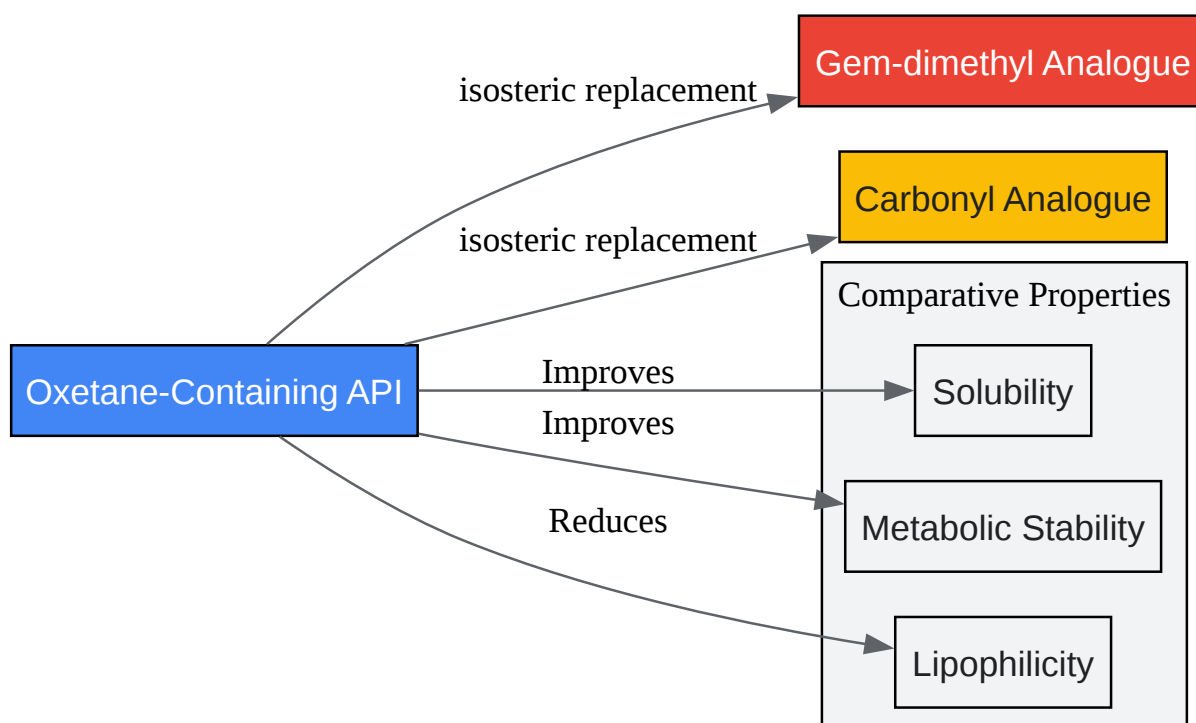 Gem-dimethyl Analogue
isosteric replacement
Carbonyl Analogue
isosteric replacement
Comparative Properties
Oxetane-Containing API
Improves
Solubility
Improves
Metabolic Stability
Reduces
Lipophilicity